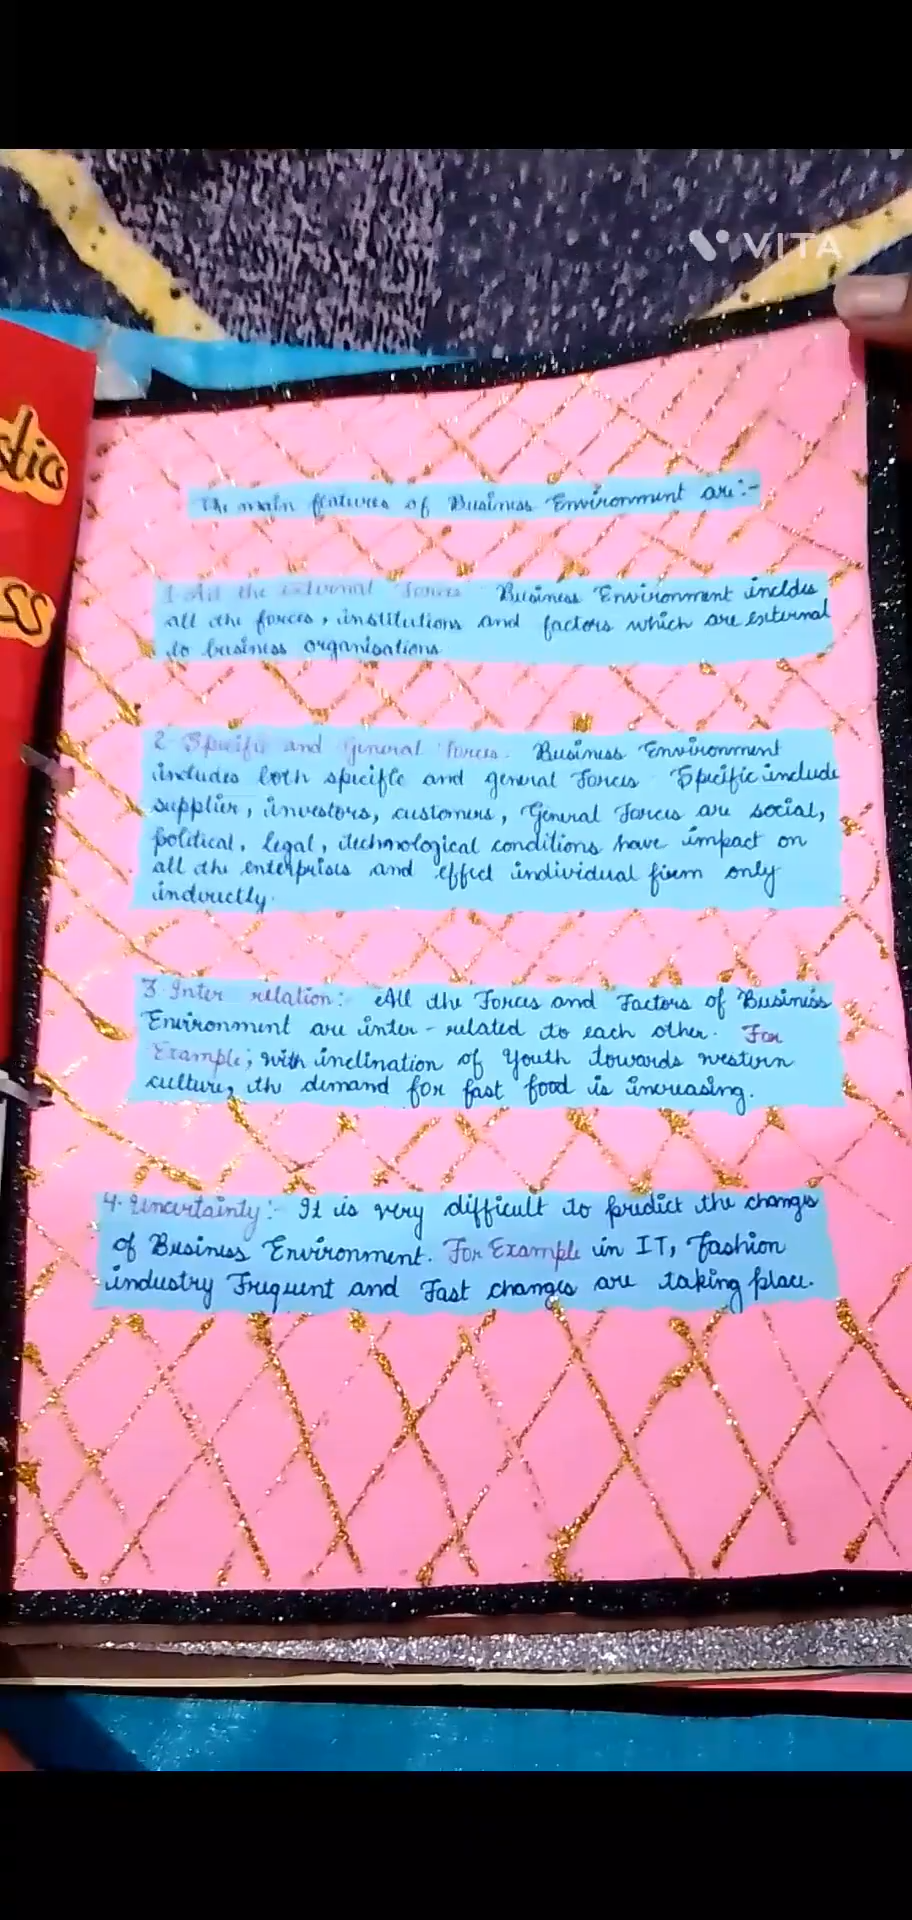 VITA
stics
ss
The main features of Business Environment are:-
1. All the external Forces Business Environment incldes
all the forces, institutions and factors which are external
to business organisations
2. Specific and General Forces. Business Environment
includes both specific and general Forces Specific include
supplier, investors, customers, General Forces are social,
political, legal, technological conditions have impact on
all the enterprises and effect individual firm only
indirectly.
3. Inter relation:- All the Forces and Factors of Business
Environment are inter-related to each other. For
Example, with inclination of Youth towards western
culture, the demand for fast food is increasing.
4. Uncertainty:- It is very difficult to predict the changes
of Business Environment. For Example in IT, fashion
industry Frequent and Fast changes are taking place.